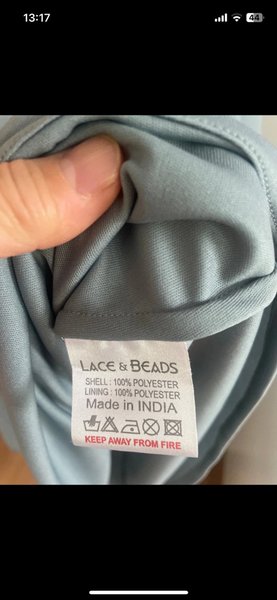 13:17
44
LACE & BEADS
SHELL : 100% POLYESTER
LINING : 100% POLYESTER
Made in INDIA
KEEP AWAY FROM FIRE